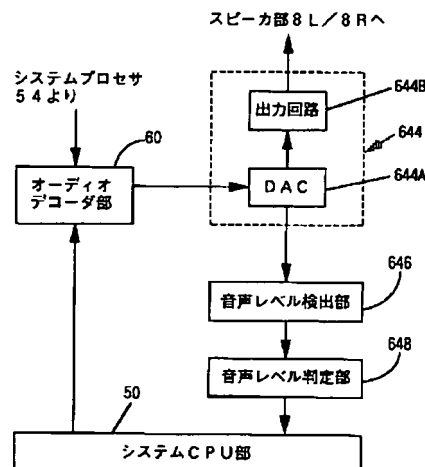 スピーカ部8L／8Rへ
システムプロセサ
54より
出力回路
644B
644
60
オーディオ
デコーダ部
DAC
644A
音声レベル検出部
646
音声レベル判定部
648
50
システムCPU部